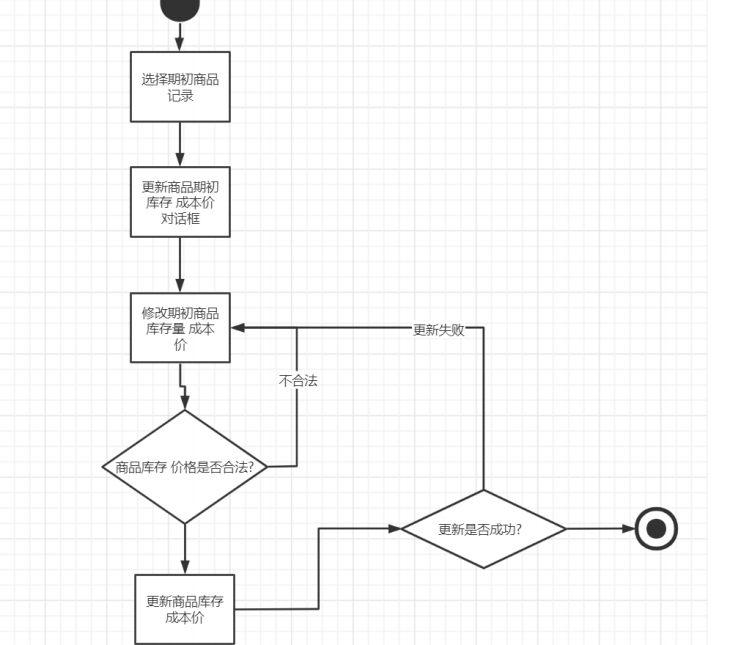 选择期初商品
记录
更新商品期初
库存 成本价
对话框
修改期初商品
库存量 成本
价
更新失败
不合法
商品库存 价格是否合法?
更新是否成功?
更新商品库存
成本价